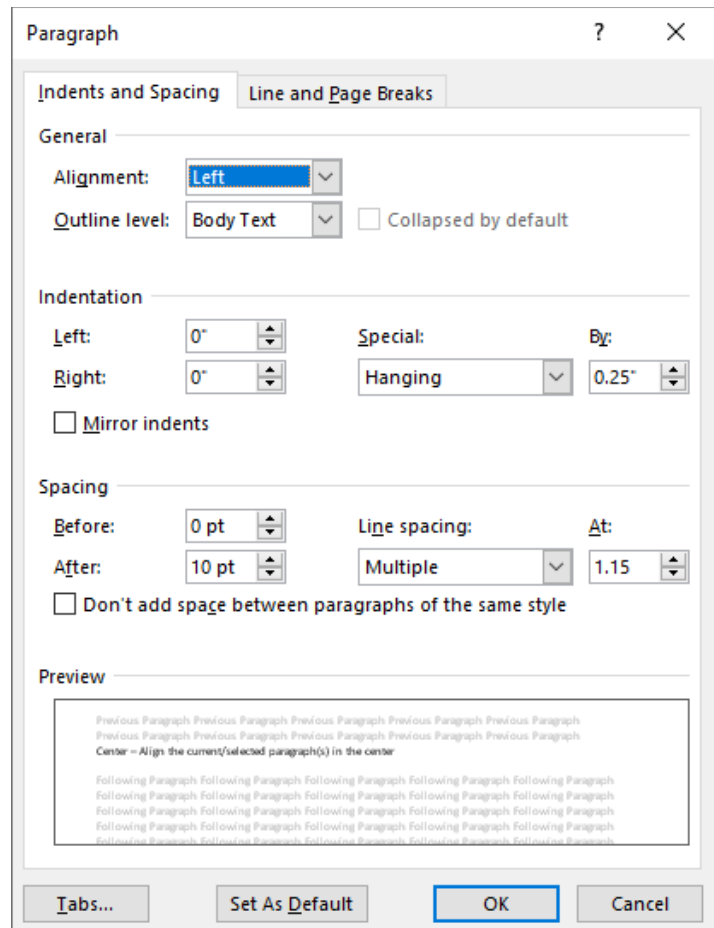 Paragraph ? ×
Indents and Spacing Line and Page Breaks
General
Alignment: Left
Outline level: Body Text Collapsed by default
Indentation
Left: 0" Special: By:
Right: 0" Hanging 0.25"
Mirror indents
Spacing
Before: 0 pt Line spacing: At:
After: 10 pt Multiple 1.15
Don't add space between paragraphs of the same style
Preview
Previous Paragraph Previous Paragraph Previous Paragraph Previous Paragraph Previous Paragraph
Previous Paragraph Previous Paragraph Previous Paragraph Previous Paragraph Previous Paragraph
Center – Align the current/selected paragraph(s) in the center
Following Paragraph Following Paragraph Following Paragraph Following Paragraph Following Paragraph
Following Paragraph Following Paragraph Following Paragraph Following Paragraph Following Paragraph
Following Paragraph Following Paragraph Following Paragraph Following Paragraph Following Paragraph
Following Paragraph Following Paragraph Following Paragraph Following Paragraph Following Paragraph
Following Paragraph Following Paragraph Following Paragraph Following Paragraph Following Paragraph
Tabs... Set As Default OK Cancel